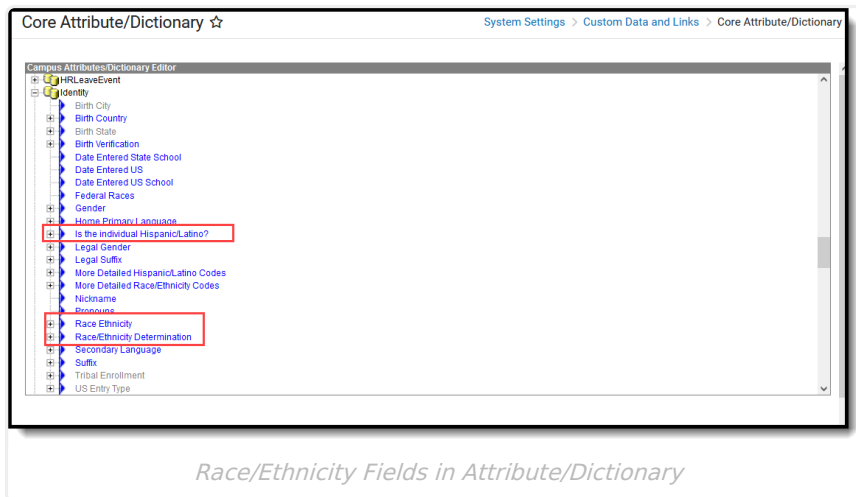 Core Attribute/Dictionary ☆
System Settings > Custom Data and Links > Core Attribute/Dictionary
Campus Attributes/Dictionary Editor
HRLeaveEvent
Identity
Birth City
Birth Country
Birth State
Birth Verification
Date Entered State School
Date Entered US
Date Entered US School
Federal Races
Gender
Home Primary Language
Is the individual Hispanic/Latino?
Legal Gender
Legal Suffix
More Detailed Hispanic/Latino Codes
More Detailed Race/Ethnicity Codes
Nickname
Pronouns
Race Ethnicity
Race/Ethnicity Determination
Secondary Language
Suffix
Tribal Enrollment
US Entry Type
Race/Ethnicity Fields in Attribute/Dictionary